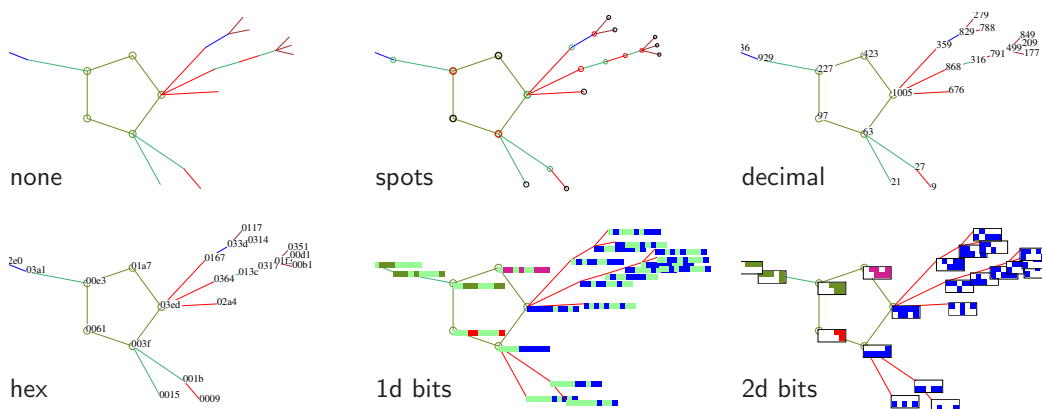 none
spots
279
829 788
359
849
209
499
177
791
316
868
676
1005
423
36
929
227
97
63
27
21
9
decimal
0117
033d 0314
0167
0351
00d1
00b1
0317
013c
0364
02a4
03ed
01a7
2e0
03a1
00e3
0061
003f
001b
0015
0009
hex
1d bits
2d bits